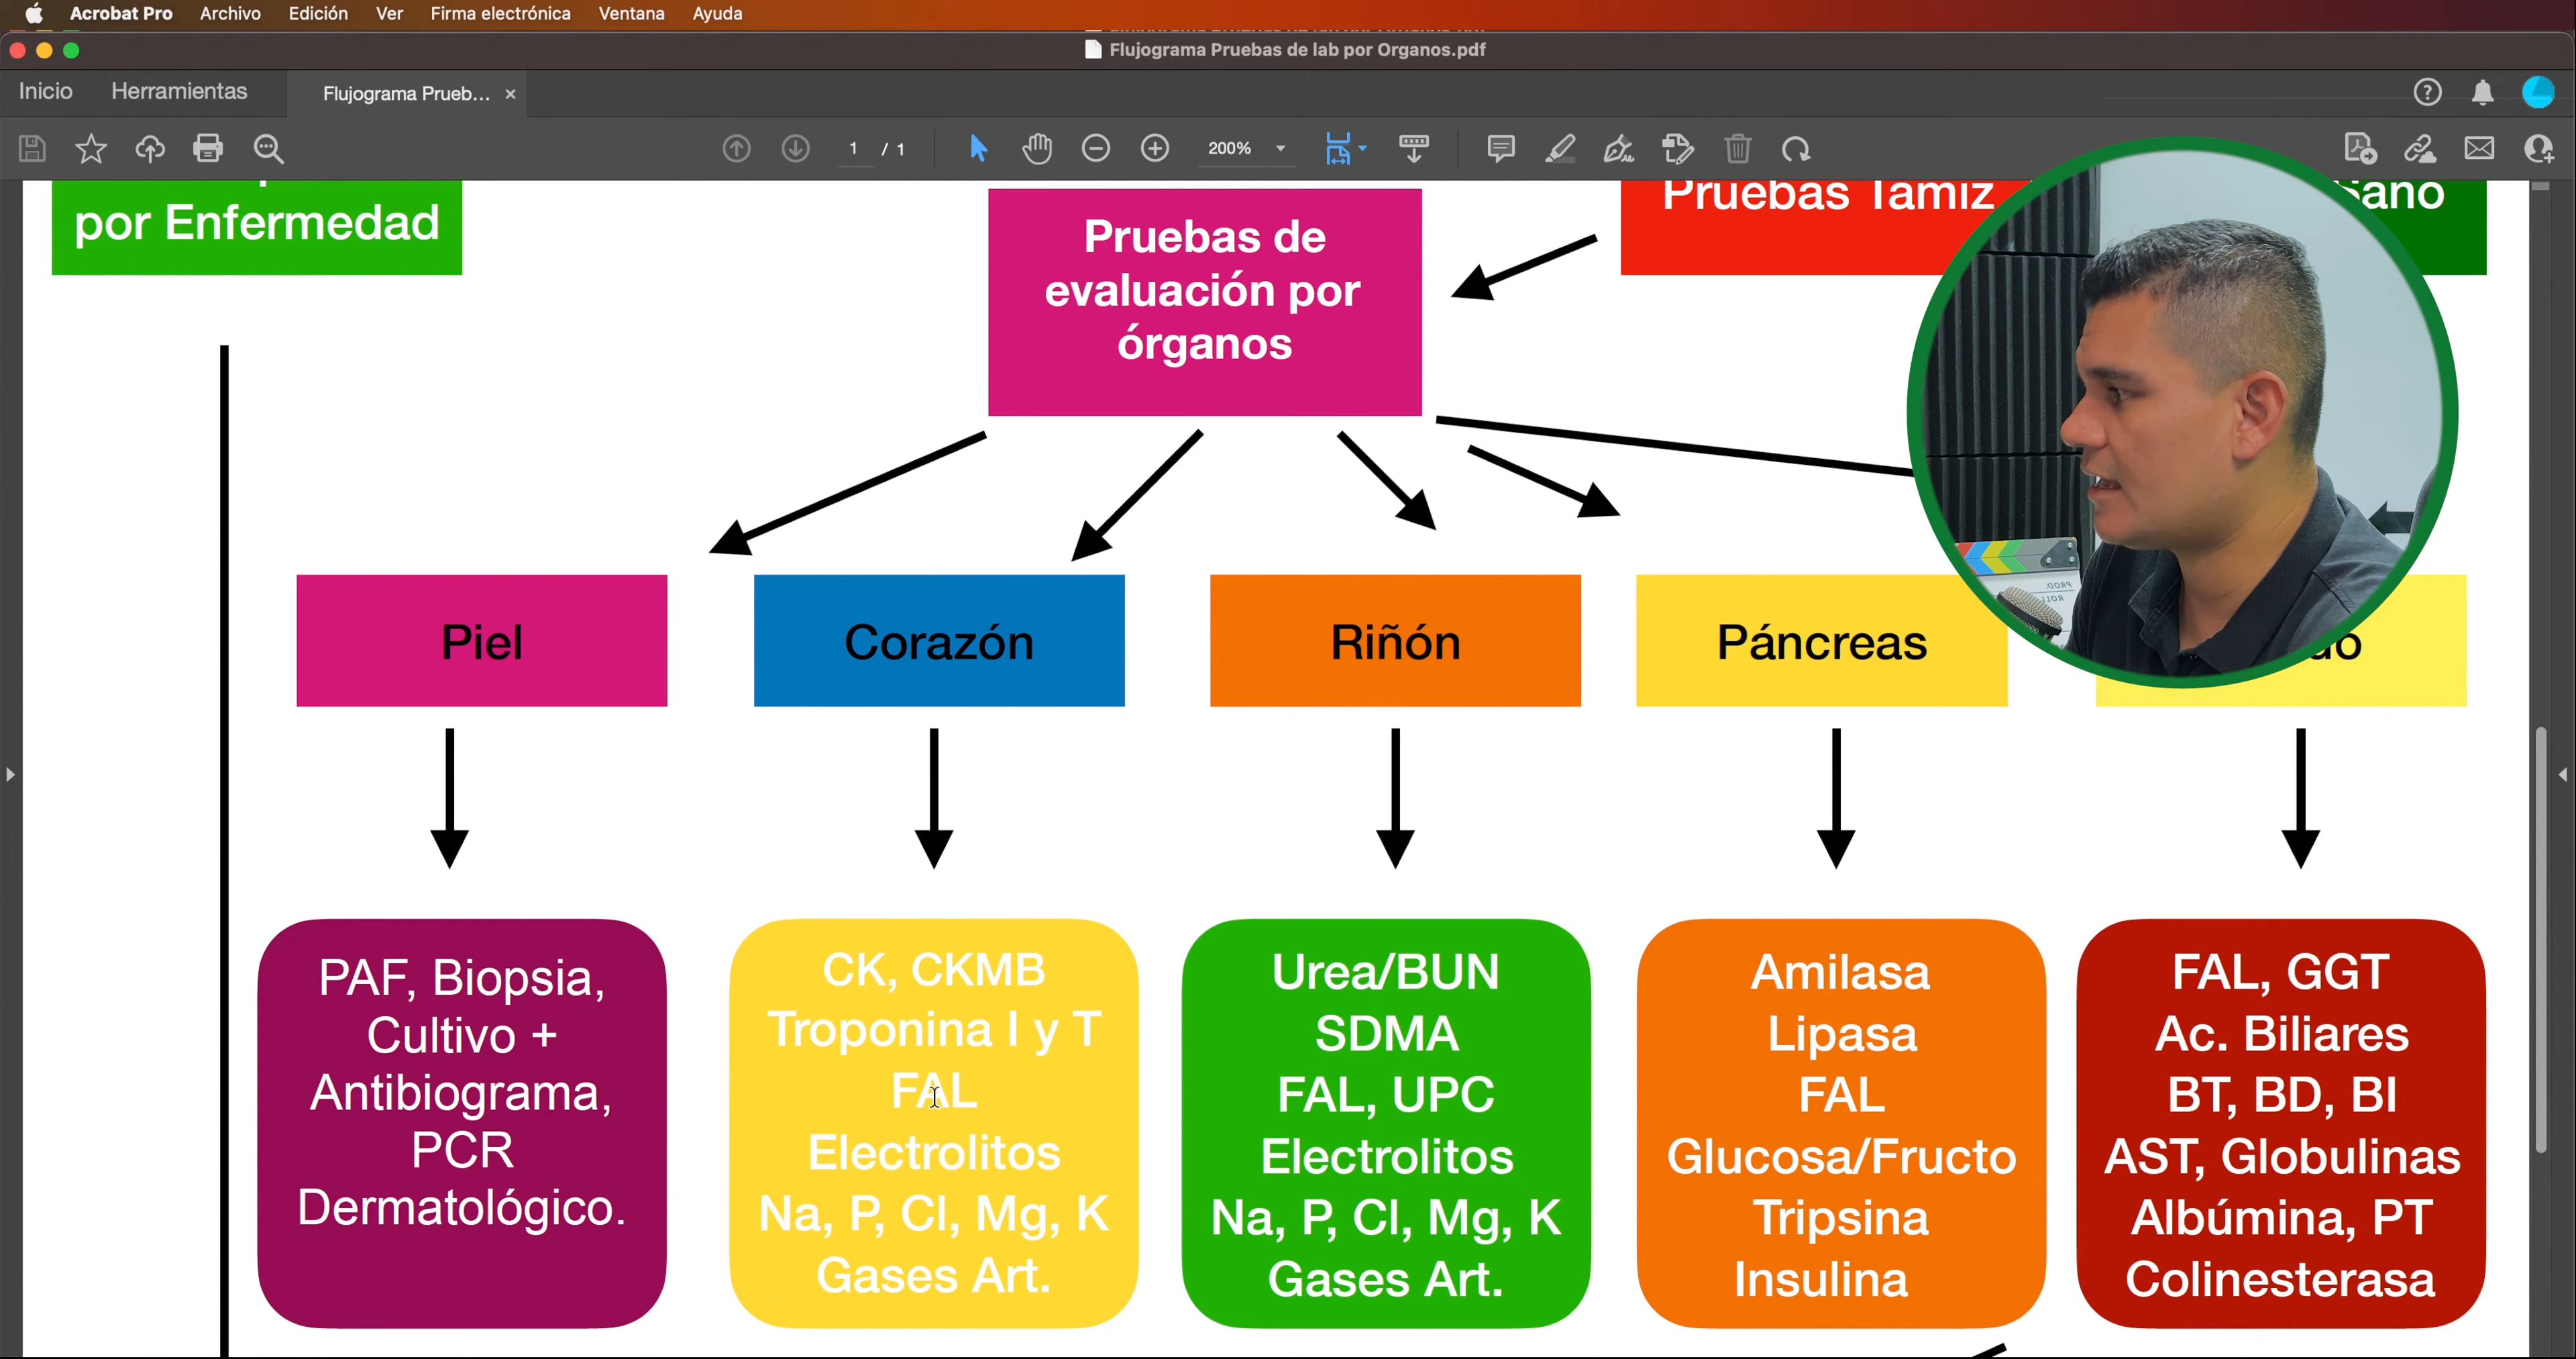 Acrobat Pro Archivo Edición Ver Firma electrónica Ventana Ayuda
Flujograma Pruebas de lab por Organos.pdf
Inicio Herramientas Flujograma Prueb... ×
1 / 1 200%
por Enfermedad
Pruebas de
evaluación por
órganos
Pruebas Tamiz
Sano
Piel
Corazón
Riñón
Páncreas
PAF, Biopsia,
Cultivo +
Antibiograma,
PCR
Dermatológico.
CK, CKMB
Troponina I y T
FAL
Electrolitos
Na, P, Cl, Mg, K
Gases Art.
Urea/BUN
SDMA
FAL, UPC
Electrolitos
Na, P, Cl, Mg, K
Gases Art.
Amilasa
Lipasa
FAL
Glucosa/Fructo
Tripsina
Insulina
FAL, GGT
Ac. Biliares
BT, BD, BI
AST, Globulinas
Albúmina, PT
Colinesterasa